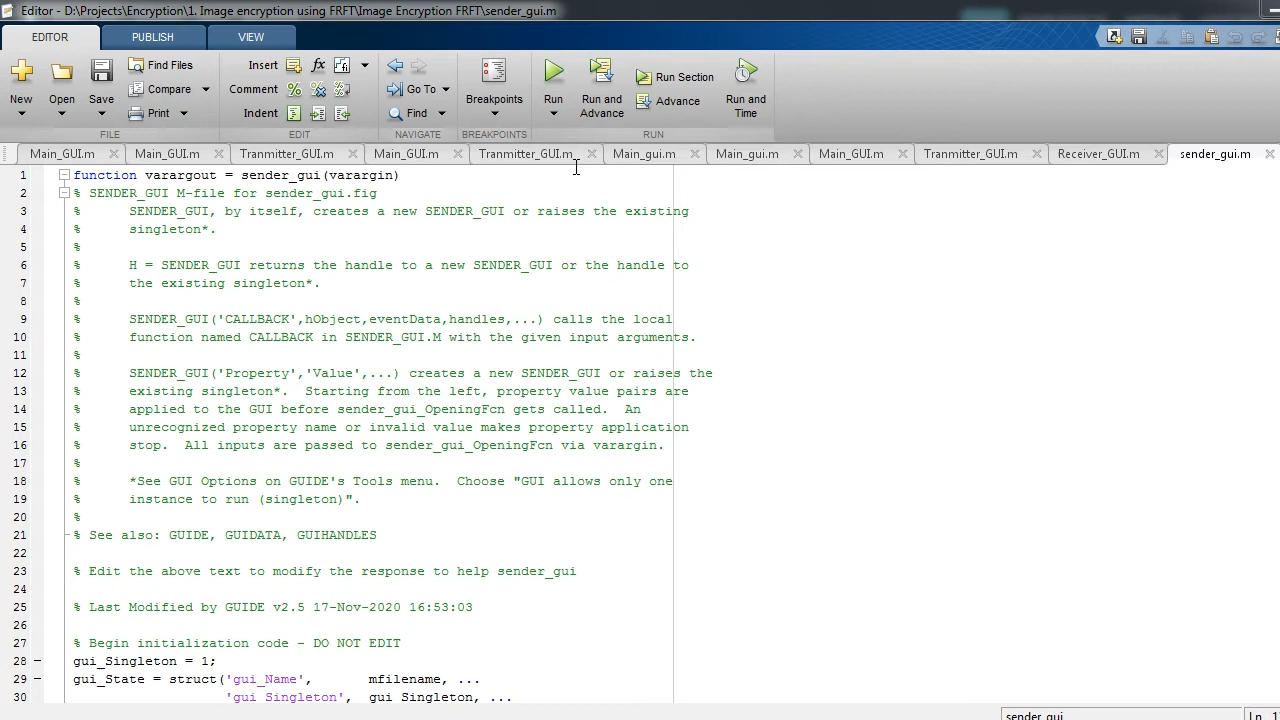 Editor - D:\Projects\Encryption\1. Image encryption using FRFT\Image Encryption FRFT\sender_gui.m
EDITOR PUBLISH VIEW
New Open Save Find Files Compare Print
FILE
Insert Comment Indent
EDIT
Go To Find
NAVIGATE
Breakpoints
BREAKPOINTS
Run Run and Advance Run Section Advance Run and Time
RUN
Main_GUI.m Main_GUI.m Tranmitter_GUI.m Main_GUI.m Tranmitter_GUI.m Main_gui.m Main_gui.m Main_GUI.m Tranmitter_GUI.m Receiver_GUI.m sender_gui.m
1 function varargout = sender_gui(varargin)
2 % SENDER_GUI M-file for sender_gui.fig
3 % SENDER_GUI, by itself, creates a new SENDER_GUI or raises the existing
4 % singleton*.
5 %
6 % H = SENDER_GUI returns the handle to a new SENDER_GUI or the handle to
7 % the existing singleton*.
8 %
9 % SENDER_GUI('CALLBACK',hObject,eventData,handles,...) calls the local
10 % function named CALLBACK in SENDER_GUI.M with the given input arguments.
11 %
12 % SENDER_GUI('Property','Value',...) creates a new SENDER_GUI or raises the
13 % existing singleton*.  Starting from the left, property value pairs are
14 % applied to the GUI before sender_gui_OpeningFcn gets called.  An
15 % unrecognized property name or invalid value makes property application
16 % stop.  All inputs are passed to sender_gui_OpeningFcn via varargin.
17 %
18 % *See GUI Options on GUIDE's Tools menu.  Choose "GUI allows only one
19 % instance to run (singleton)".
20 %
21 % See also: GUIDE, GUIDATA, GUIHANDLES
22
23 % Edit the above text to modify the response to help sender_gui
24
25 % Last Modified by GUIDE v2.5 17-Nov-2020 16:53:03
26
27 % Begin initialization code - DO NOT EDIT
28 gui_Singleton = 1;
29 gui_State = struct('gui_Name', mfilename, ...
30 'gui_Singleton', gui_Singleton, ...
sender_gui Ln